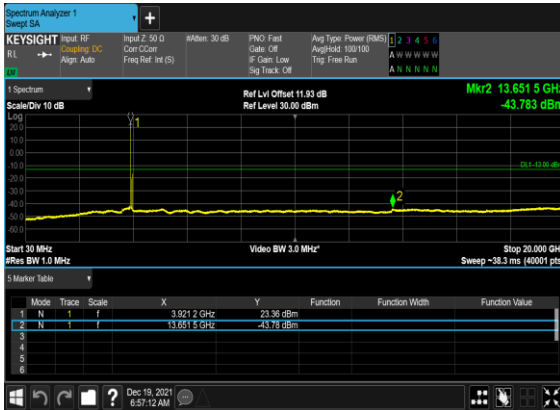 Spectrum Analyzer 1
Swept SA
+
KEYSIGHT Input: RF Input Z: 50 Ω #Atten: 30 dB PNO: Fast Avg Type: Power (RMS) 1 2 3 4 5 6
RL Coupling: DC Corr CCorr Gate: Off Avg|Hold: 100/100 A W W W W W
Align: Auto Freq Ref: Int (S) IF Gain: Low Trig: Free Run
Sig Track: Off A N N N N N
1 Spectrum Ref Lvl Offset 11.93 dB Mkr2 13.651 5 GHz
Scale/Div 10 dB Ref Level 30.00 dBm -43.783 dBm
Log
1
20.0
10.0
0.00
-10.0
DL1 -13.00 dBm
-20.0
-30.0
-40.0
2
-50.0
-60.0
Start 30 MHz Video BW 3.0 MHz* Stop 20.000 GHz
#Res BW 1.0 MHz Sweep ~38.3 ms (40001 pts)
5 Marker Table
Mode Trace Scale X Y Function Function Width Function Value
1 N 1 f 3.921 2 GHz 23.36 dBm
2 N 1 f 13.651 5 GHz -43.78 dBm
3
4
5
6
? Dec 19, 2021
6:57:12 AM